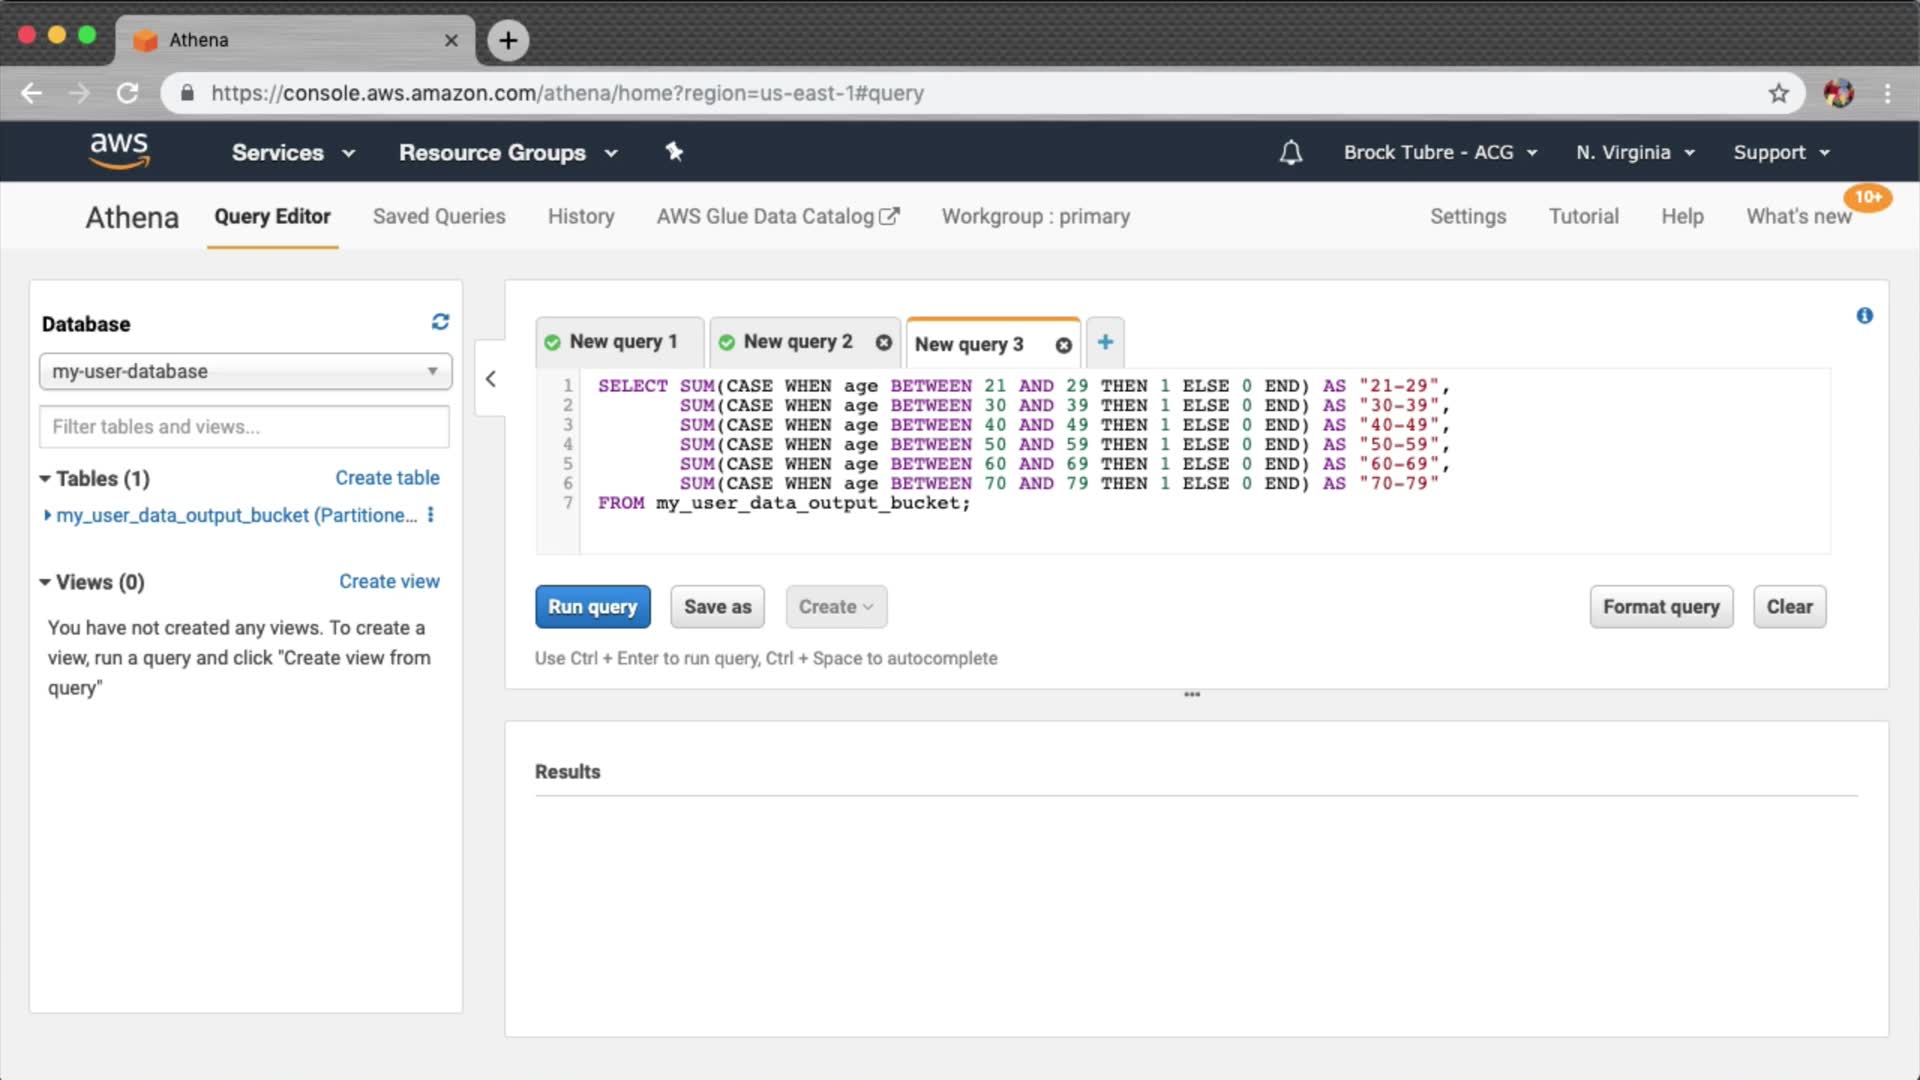 Athena
https://console.aws.amazon.com/athena/home?region=us-east-1#query
aws Services Resource Groups Brock Tubre - ACG N. Virginia Support
Athena Query Editor Saved Queries History AWS Glue Data Catalog Workgroup : primary Settings Tutorial Help What's new 10+
Database
my-user-database
Filter tables and views...
Tables (1) Create table
my_user_data_output_bucket (Partitione...
Views (0) Create view
You have not created any views. To create a
view, run a query and click "Create view from
query"
New query 1 New query 2 New query 3
1 SELECT SUM(CASE WHEN age BETWEEN 21 AND 29 THEN 1 ELSE 0 END) AS "21-29",
2 SUM(CASE WHEN age BETWEEN 30 AND 39 THEN 1 ELSE 0 END) AS "30-39",
3 SUM(CASE WHEN age BETWEEN 40 AND 49 THEN 1 ELSE 0 END) AS "40-49",
4 SUM(CASE WHEN age BETWEEN 50 AND 59 THEN 1 ELSE 0 END) AS "50-59",
5 SUM(CASE WHEN age BETWEEN 60 AND 69 THEN 1 ELSE 0 END) AS "60-69",
6 SUM(CASE WHEN age BETWEEN 70 AND 79 THEN 1 ELSE 0 END) AS "70-79"
7 FROM my_user_data_output_bucket;
Run query Save as Create Format query Clear
Use Ctrl + Enter to run query, Ctrl + Space to autocomplete
Results